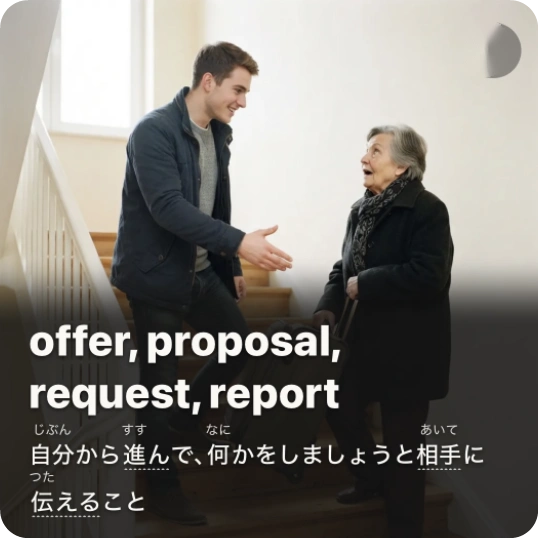 offer, proposal,
request, report
じぶん すす なに あいて
自分から進んで、何かをしましょうと相手に
つた
伝えること